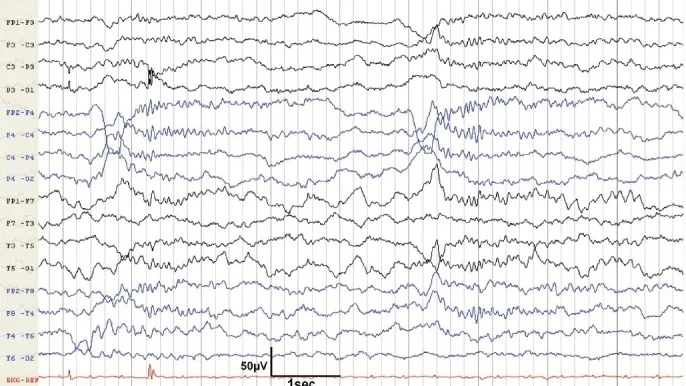 FP1-F3
F3 -C3
C3 -P3
P3 -O1
FP2-F4
F4 -C4
C4 -P4
P4 -O2
FP1-F7
F7 -T3
T3 -T5
T5 -O1
FP2-F8
F8 -T4
T4 -T6
T6 -O2
EKG-REF
50µV
1sec